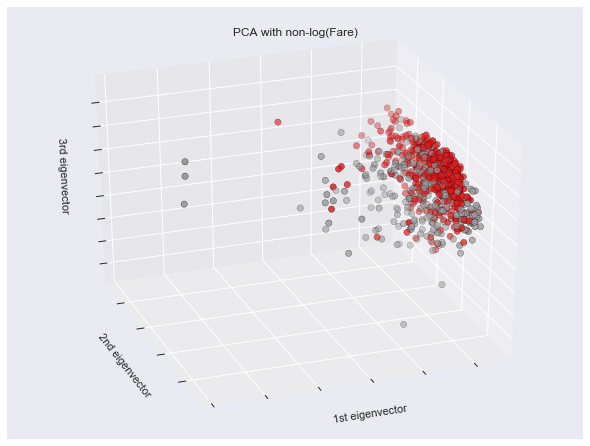 PCA with non-log(Fare)
3rd eigenvector
2nd eigenvector
1st eigenvector